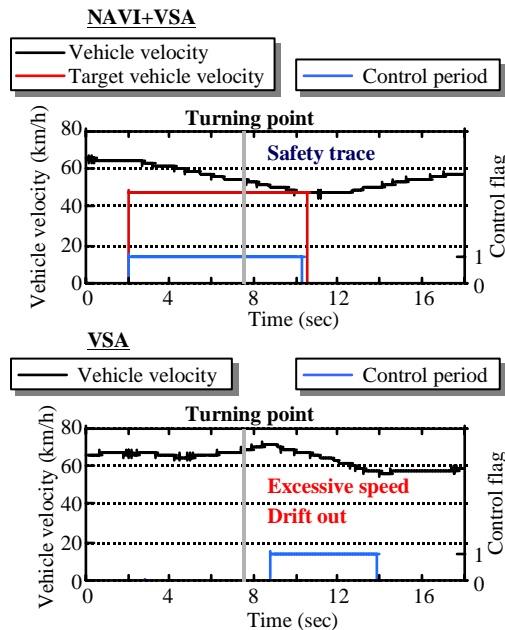 NAVI+VSA
Vehicle velocity
Target vehicle velocity
Control period
Turning point
Safety trace
Vehicle velocity (km/h)
80
60
40
20
0
Control flag
1
0
0 4 8 12 16
Time (sec)
VSA
Vehicle velocity
Control period
Turning point
Excessive speed
Drift out
Vehicle velocity (km/h)
80
60
40
20
0
Control flag
1
0
0 4 8 12 16
Time (sec)